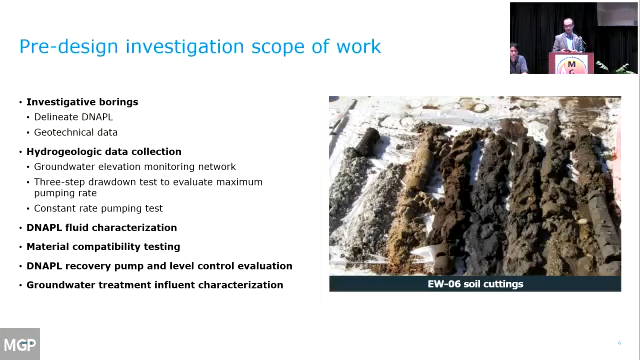 Pre-design investigation scope of work
• Investigative borings
• Delineate DNAPL
• Geotechnical data
• Hydrogeologic data collection
• Groundwater elevation monitoring network
• Three-step drawdown test to evaluate maximum
pumping rate
• Constant rate pumping test
• DNAPL fluid characterization
• Material compatibility testing
• DNAPL recovery pump and level control evaluation
• Groundwater treatment influent characterization
EW-06 soil cuttings
MGP